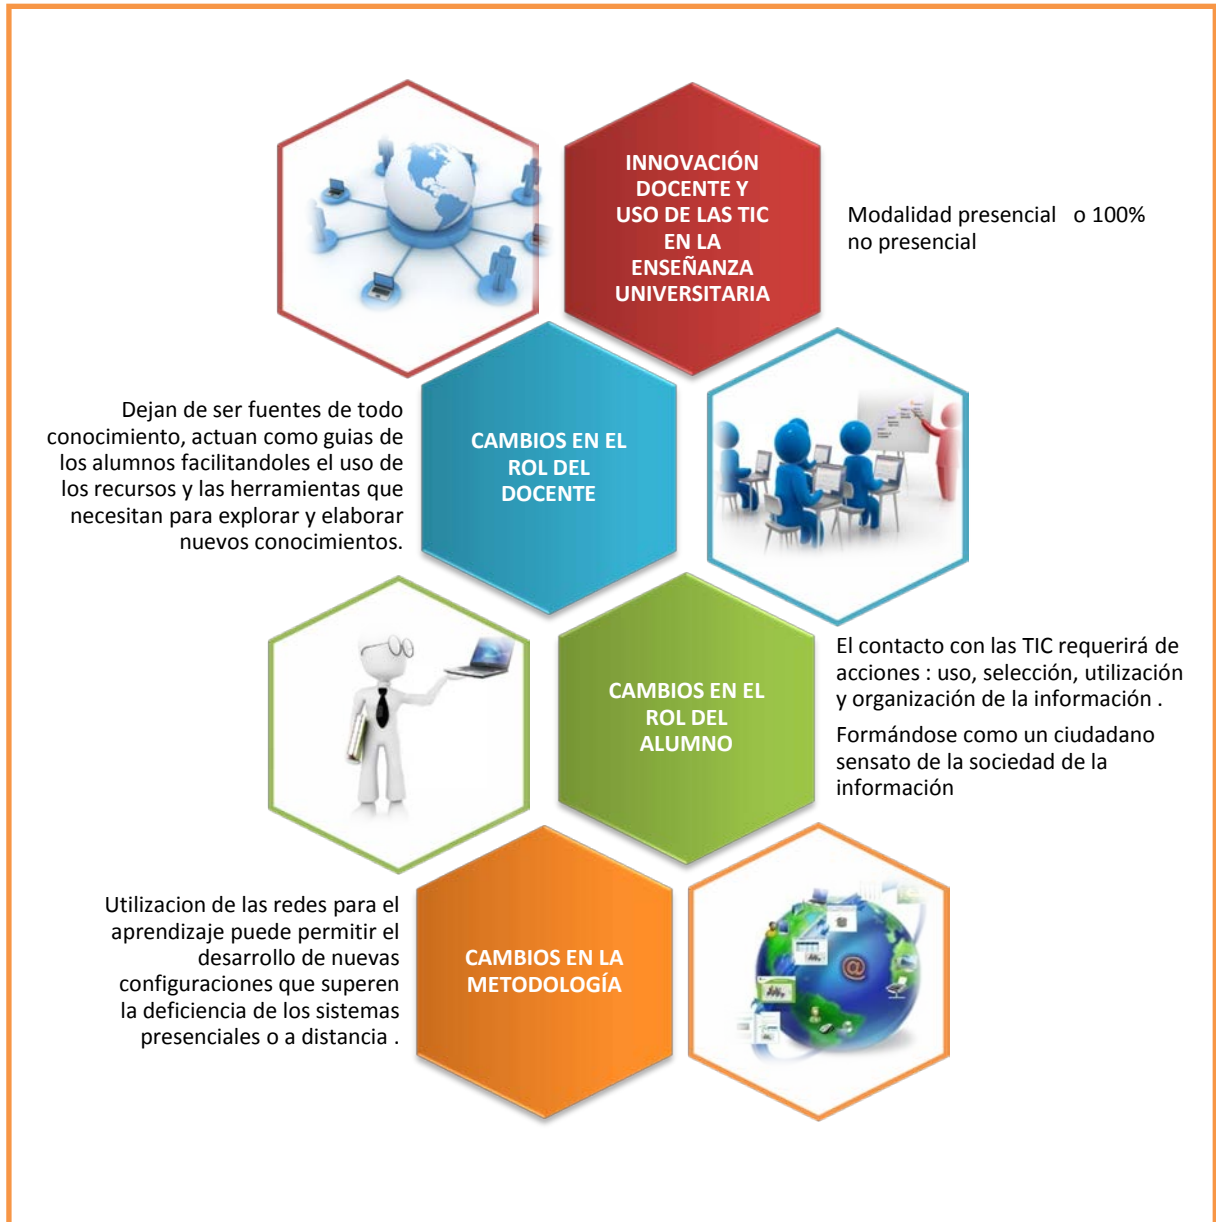 INNOVACIÓN
DOCENTE Y
USO DE LAS TIC
EN LA
ENSEÑANZA
UNIVERSITARIA
Modalidad presencial   o 100%
no presencial
Dejan de ser fuentes de todo
conocimiento, actuan como guias de
los alumnos facilitandoles el uso de
los recursos y las herramientas que
necesitan para explorar y elaborar
nuevos conocimientos.
CAMBIOS EN EL
ROL DEL
DOCENTE
CAMBIOS EN EL
ROL DEL
ALUMNO
El contacto con las TIC requerirá de
acciones : uso, selección, utilización
y organización de la información .
Formándose como un ciudadano
sensato de la sociedad de la
información
Utilizacion de las redes para el
aprendizaje puede permitir el
desarrollo de nuevas
configuraciones que superen
la deficiencia de los sistemas
presenciales o a distancia .
CAMBIOS EN LA
METODOLOGÍA
@